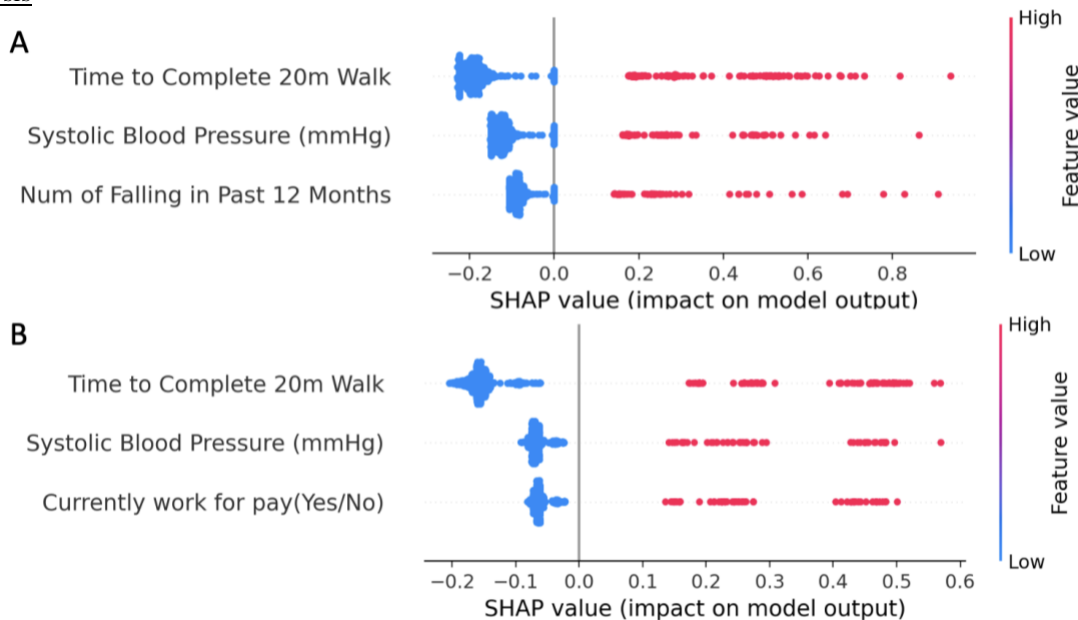 A
High
Time to Complete 20m Walk
Systolic Blood Pressure (mmHg)
Num of Falling in Past 12 Months
Feature value
Low
−0.2 0.0 0.2 0.4 0.6 0.8
SHAP value (impact on model output)
B
High
Time to Complete 20m Walk
Systolic Blood Pressure (mmHg)
Currently work for pay(Yes/No)
Feature value
Low
−0.2 −0.1 0.0 0.1 0.2 0.3 0.4 0.5 0.6
SHAP value (impact on model output)